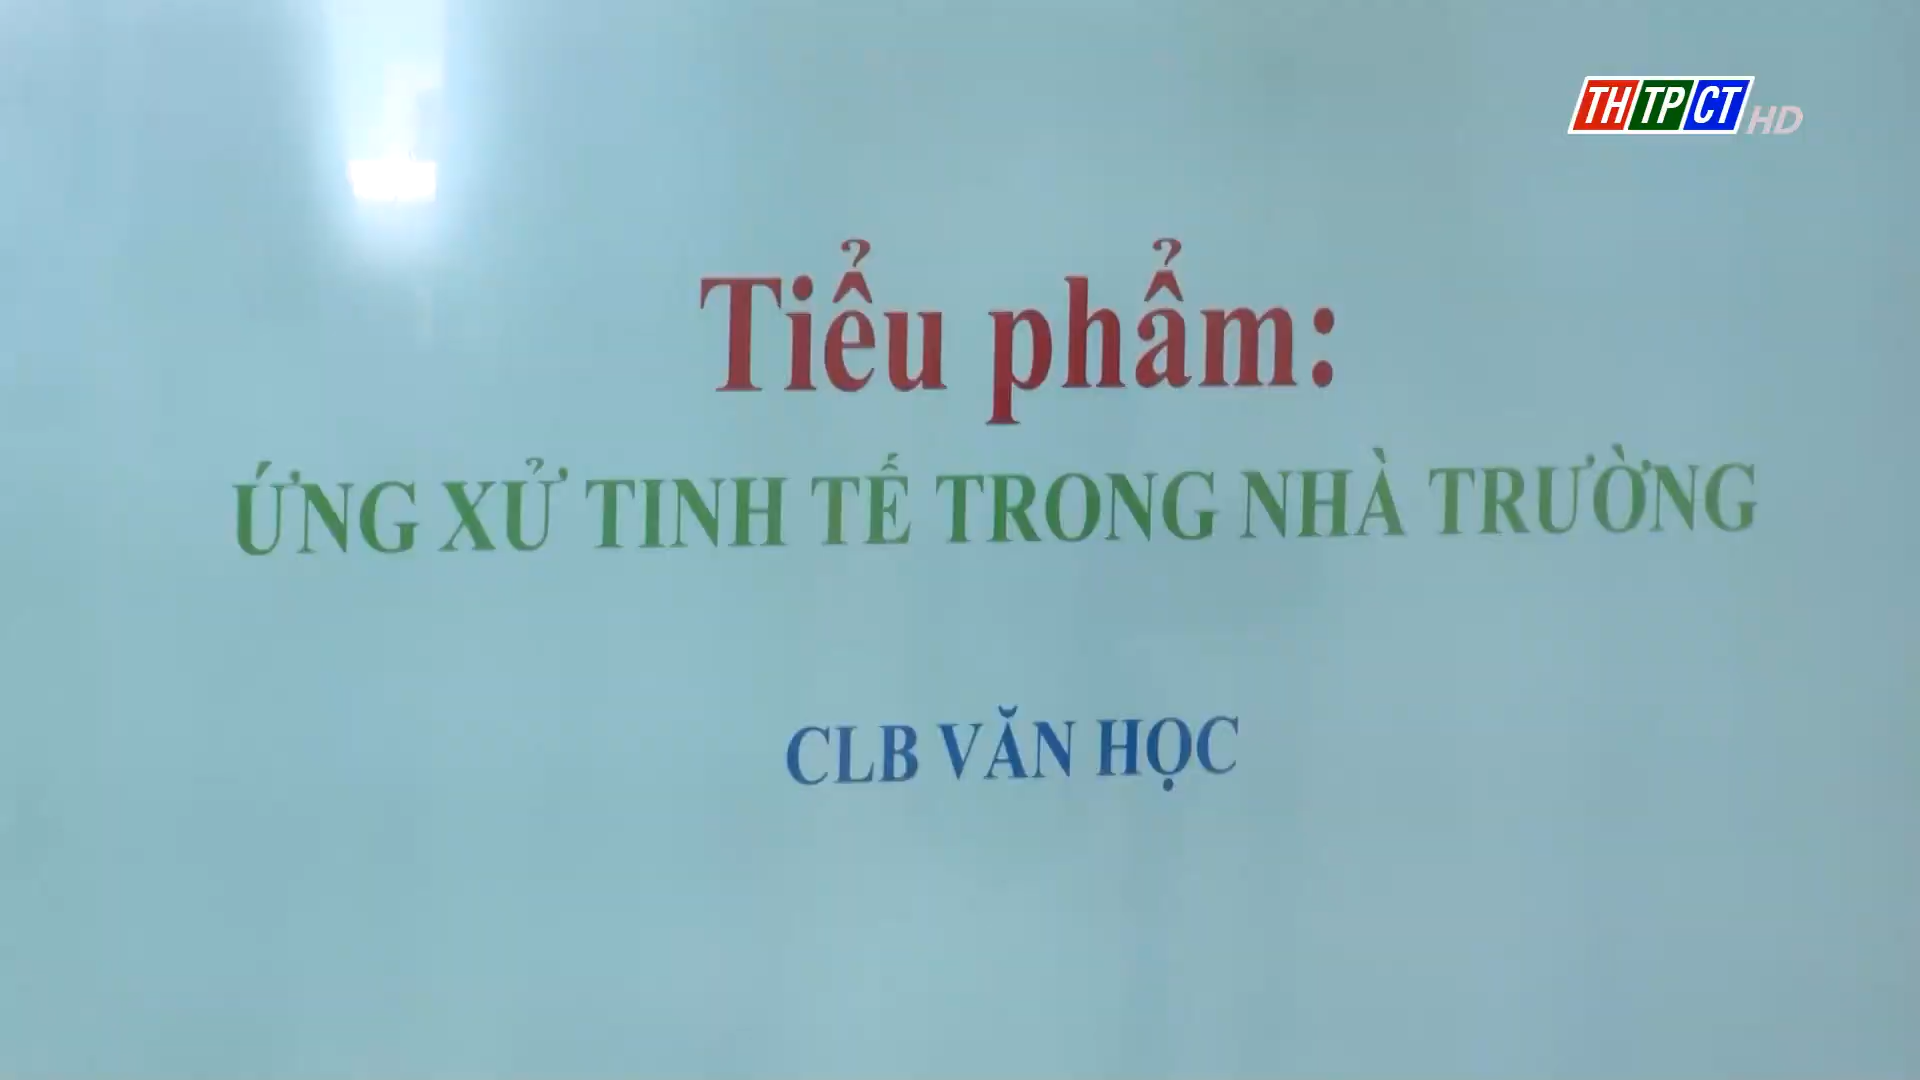 THTPCT HD
Tiểu phẩm:
ỨNG XỬ TINH TẾ TRONG NHÀ TRƯỜNG
CLB VĂN HỌC